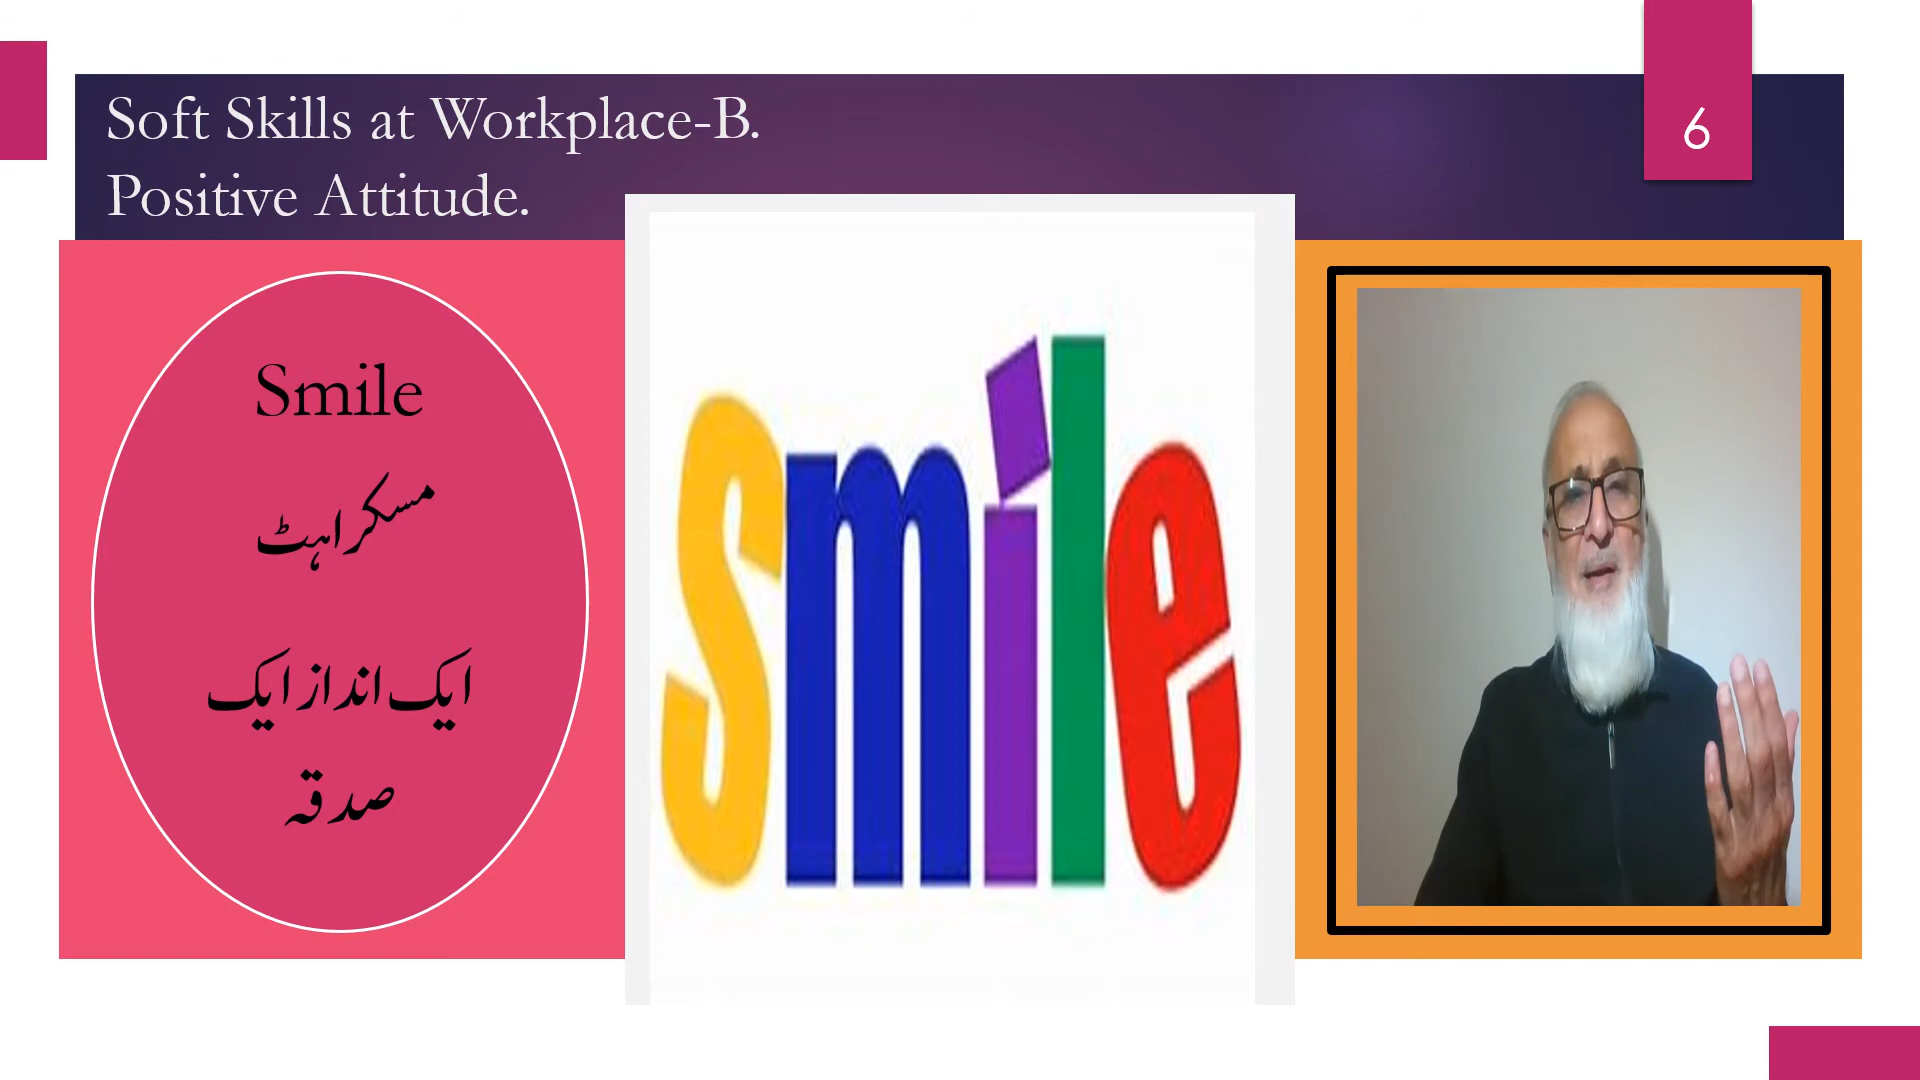 Soft Skills at Workplace-B.
Positive Attitude.
6
Smile
مسکراہٹ
ایک انداز ایک
صدقہ
smile